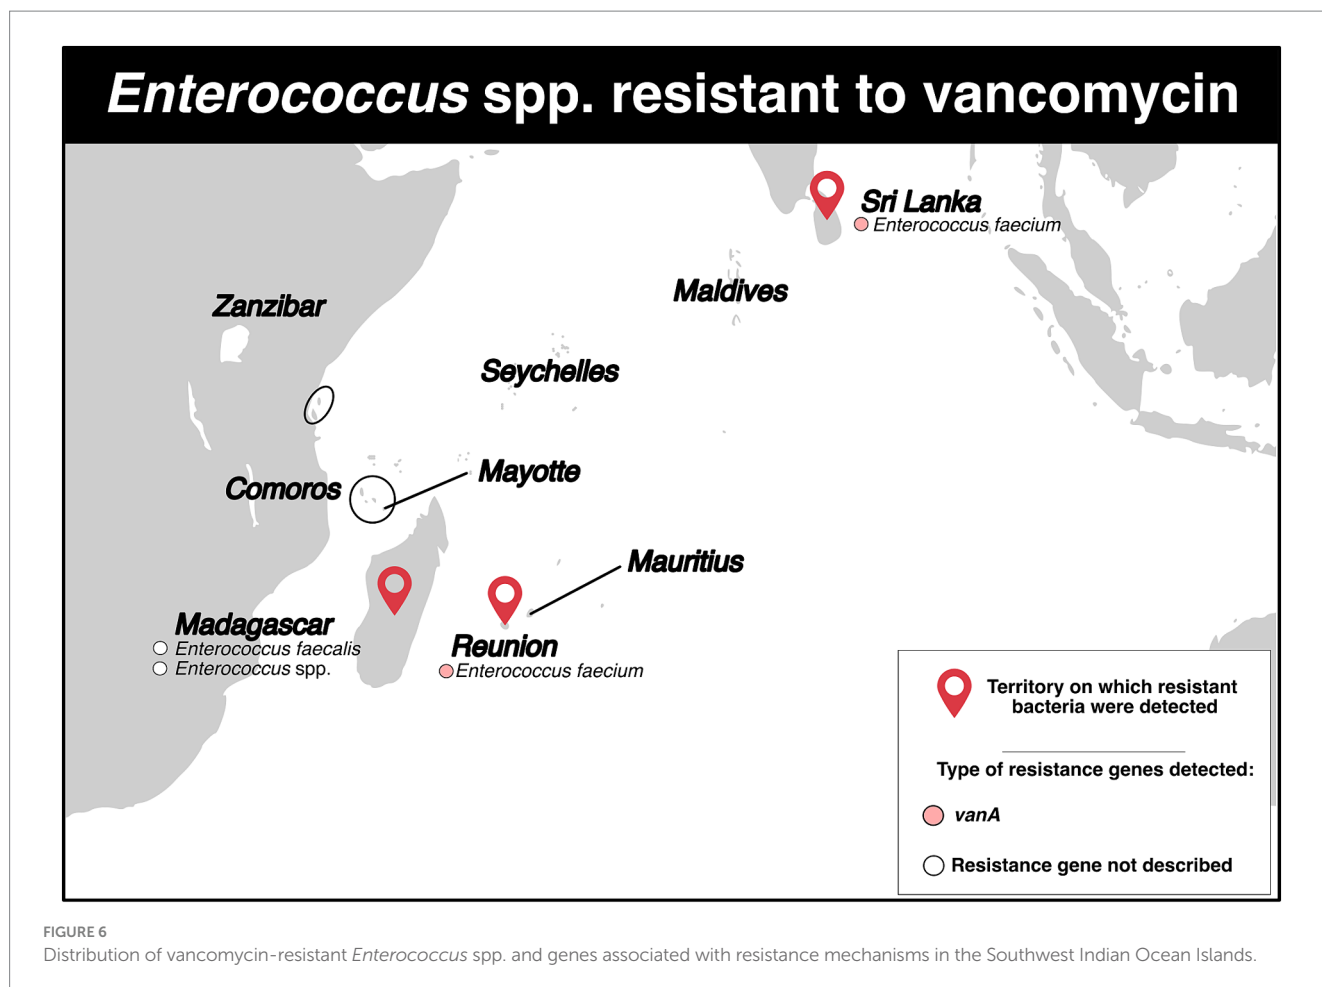 Enterococcus spp. resistant to vancomycin
Sri Lanka
Enterococcus faecium
Maldives
Zanzibar
Seychelles
Mayotte
Comoros
Mauritius
Madagascar
Enterococcus faecalis
Enterococcus spp.
Reunion
Enterococcus faecium
Territory on which resistant
bacteria were detected
Type of resistance genes detected:
vanA
Resistance gene not described
FIGURE 6
Distribution of vancomycin-resistant Enterococcus spp. and genes associated with resistance mechanisms in the Southwest Indian Ocean Islands.